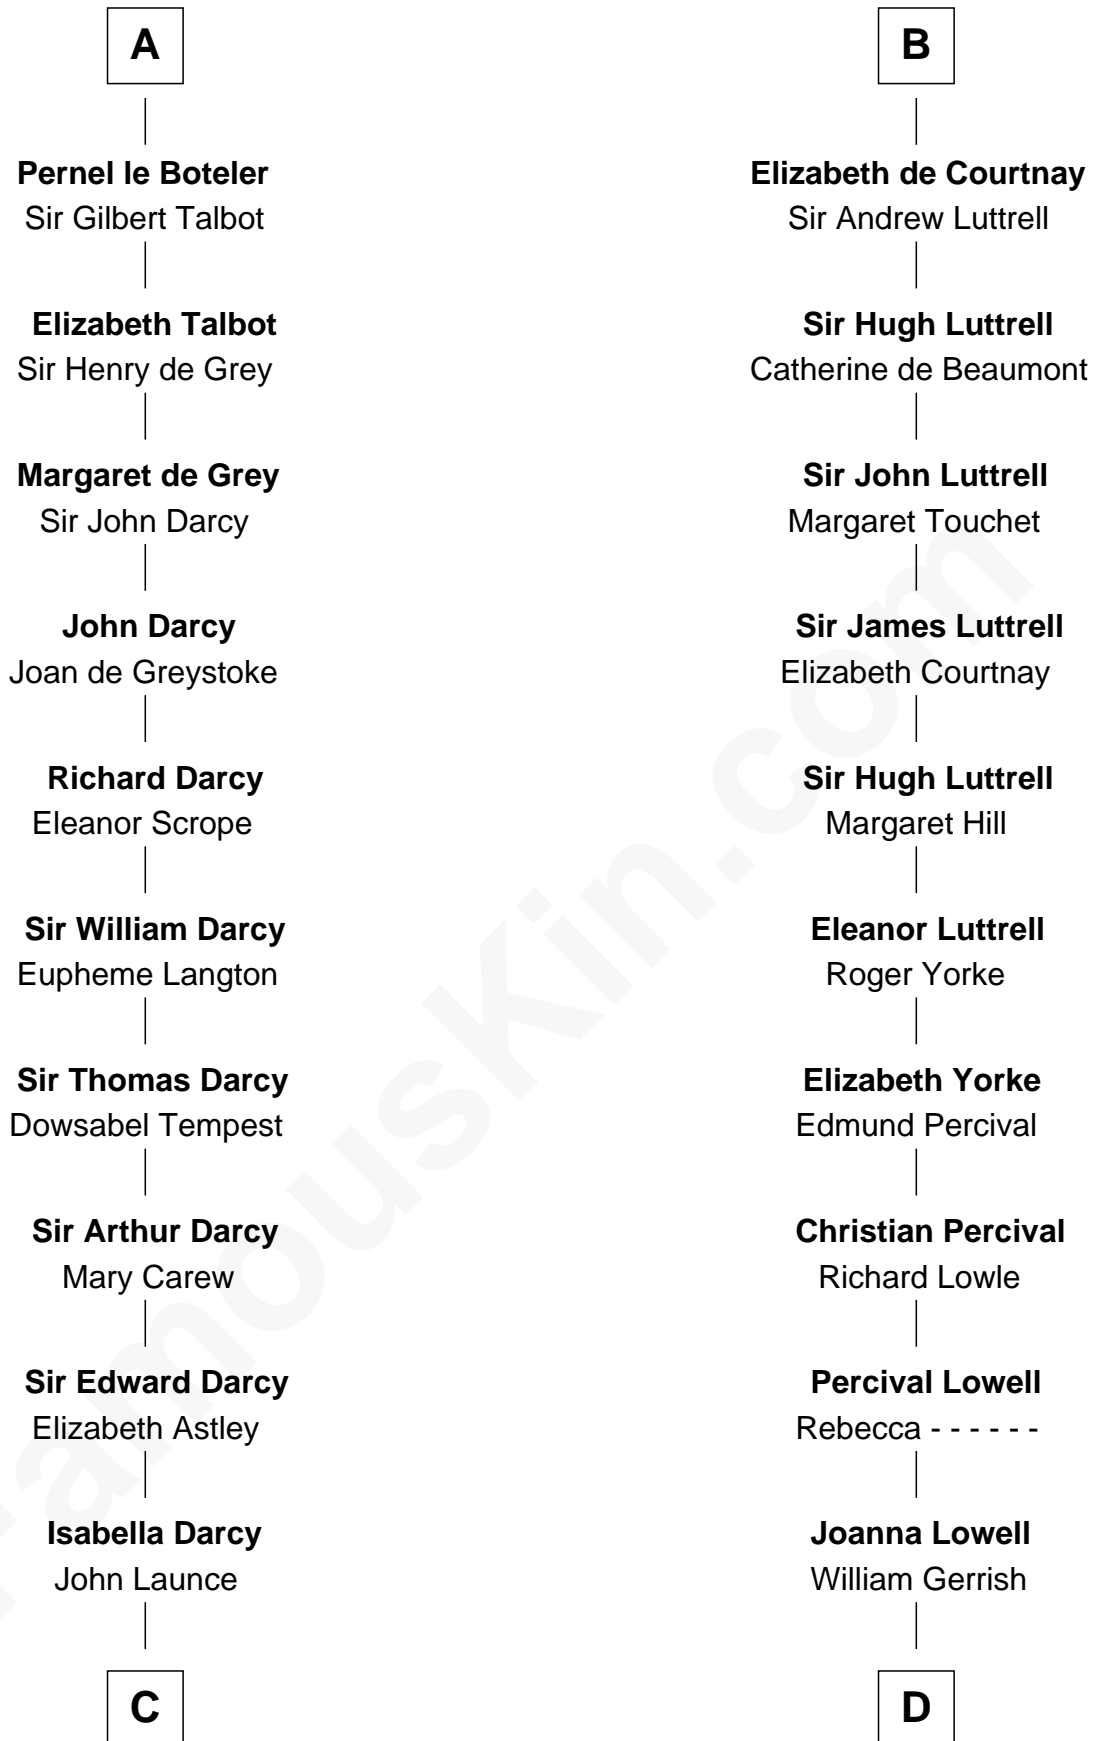 A
Pernel le Boteler
Sir Gilbert Talbot
Elizabeth Talbot
Sir Henry de Grey
Margaret de Grey
Sir John Darcy
John Darcy
Joan de Greystoke
Richard Darcy
Eleanor Scrope
Sir William Darcy
Eupheme Langton
Sir Thomas Darcy
Dowsabel Tempest
Sir Arthur Darcy
Mary Carew
Sir Edward Darcy
Elizabeth Astley
Isabella Darcy
John Launce
C
B
Elizabeth de Courtnay
Sir Andrew Luttrell
Sir Hugh Luttrell
Catherine de Beaumont
Sir John Luttrell
Margaret Touchet
Sir James Luttrell
Elizabeth Courtnay
Sir Hugh Luttrell
Margaret Hill
Eleanor Luttrell
Roger Yorke
Elizabeth Yorke
Edmund Percival
Christian Percival
Richard Lowle
Percival Lowell
Rebecca - - - - - -
Joanna Lowell
William Gerrish
D
FamousKin.com